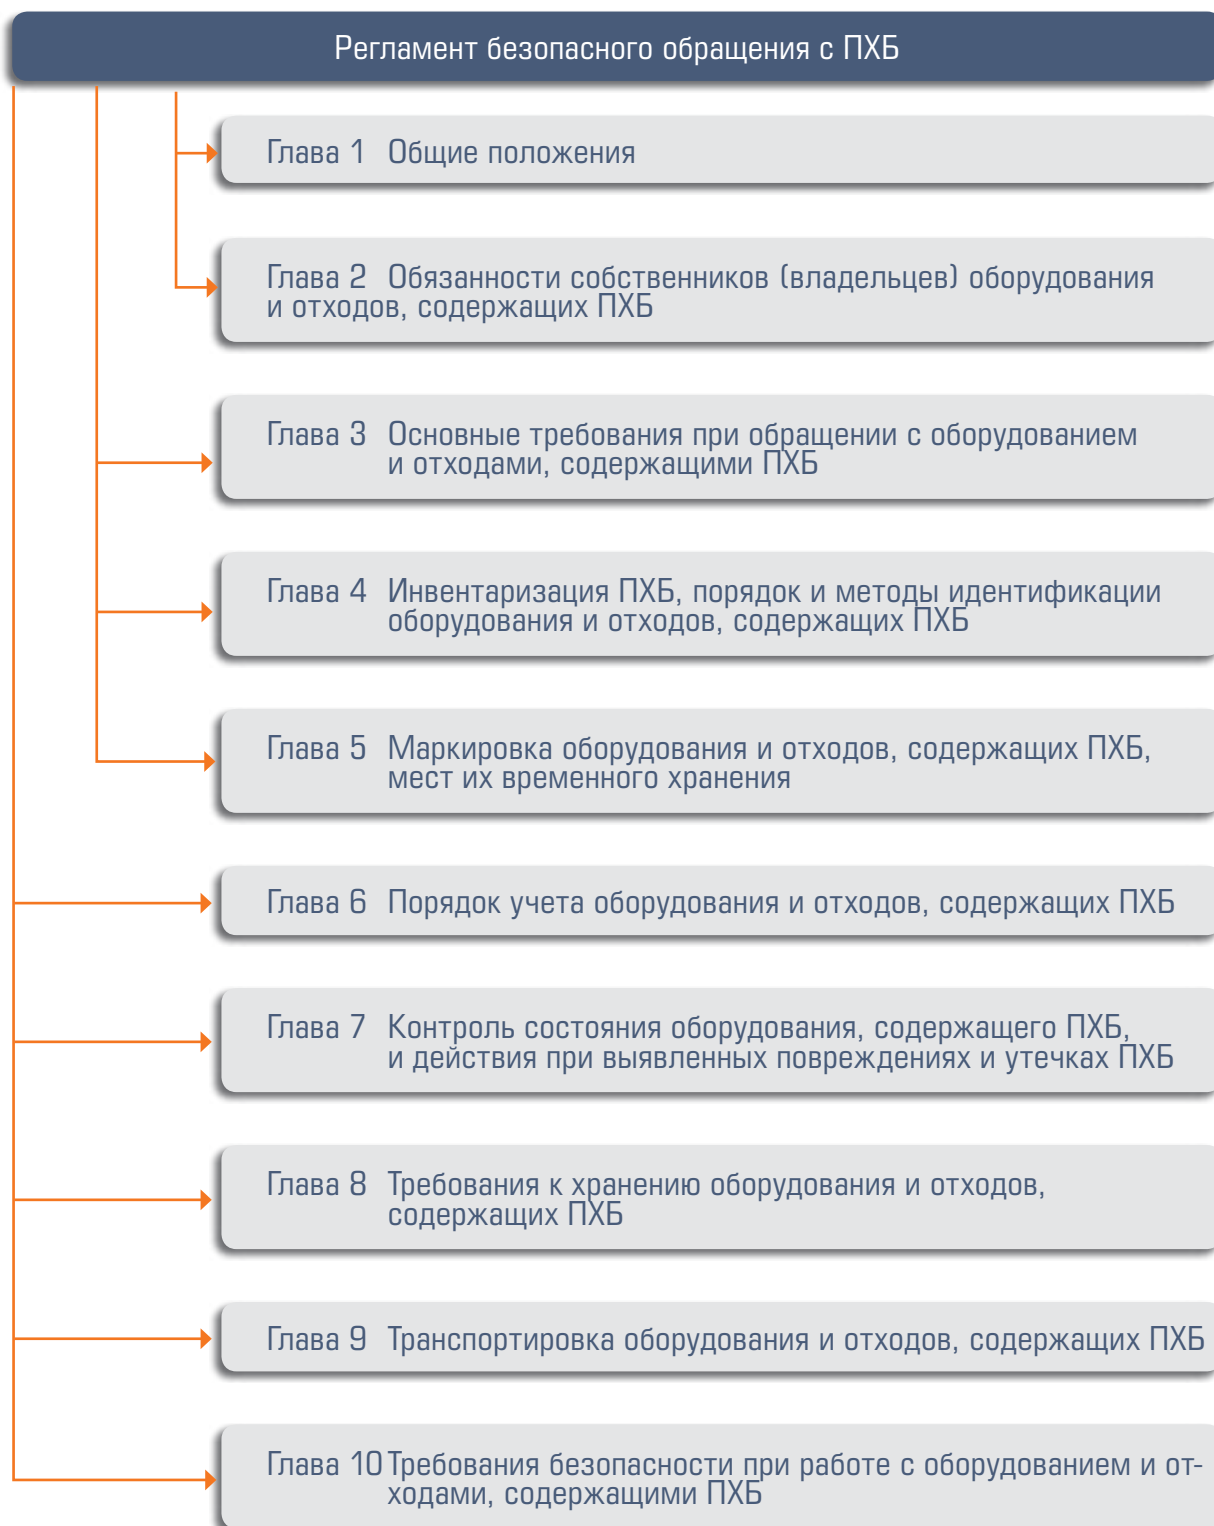 Регламент безопасного обращения с ПХБ
Глава 1 Общие положения
Глава 2 Обязанности собственников (владельцев) оборудования
и отходов, содержащих ПХБ
Глава 3 Основные требования при обращении с оборудованием
и отходами, содержащими ПХБ
Глава 4 Инвентаризация ПХБ, порядок и методы идентификации
оборудования и отходов, содержащих ПХБ
Глава 5 Маркировка оборудования и отходов, содержащих ПХБ,
мест их временного хранения
Глава 6 Порядок учета оборудования и отходов, содержащих ПХБ
Глава 7 Контроль состояния оборудования, содержащего ПХБ,
и действия при выявленных повреждениях и утечках ПХБ
Глава 8 Требования к хранению оборудования и отходов,
содержащих ПХБ
Глава 9 Транспортировка оборудования и отходов, содержащих ПХБ
Глава 10 Требования безопасности при работе с оборудованием и от-
ходами, содержащими ПХБ